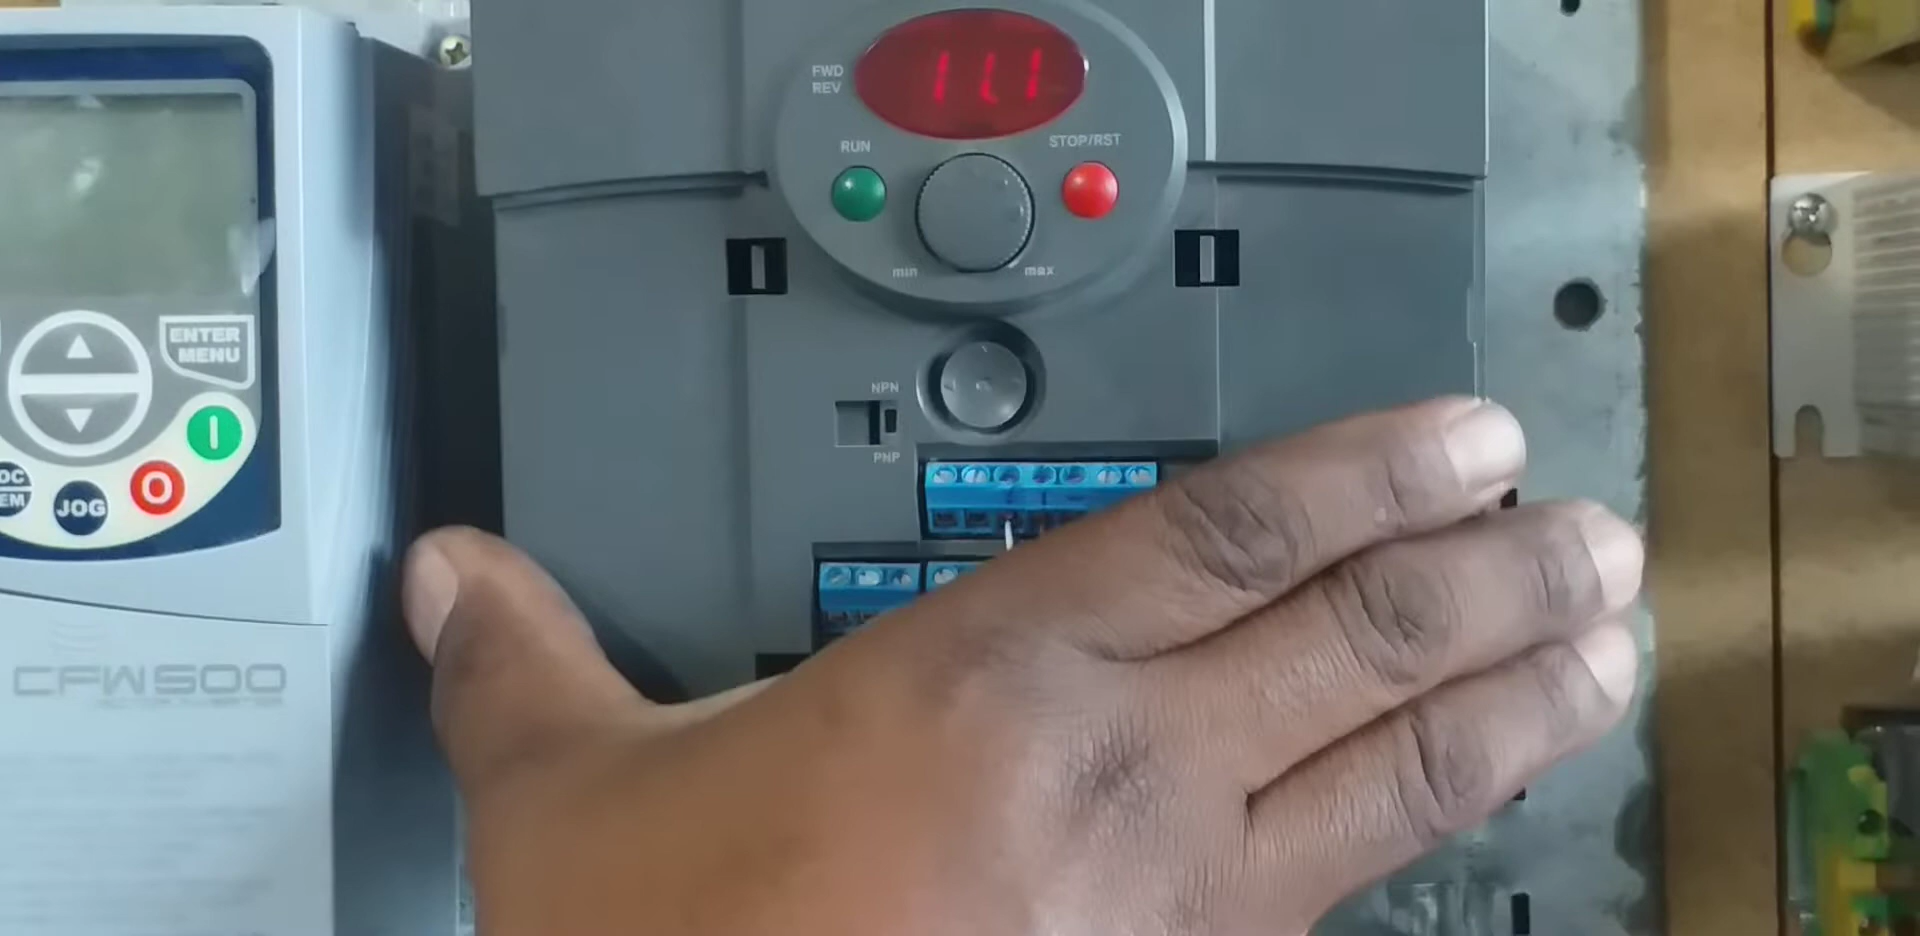 FWD
REV
RUN
STOP/RST
min
max
ENTER
MENU
NPN
PNP
I
O
JOG
CFW500